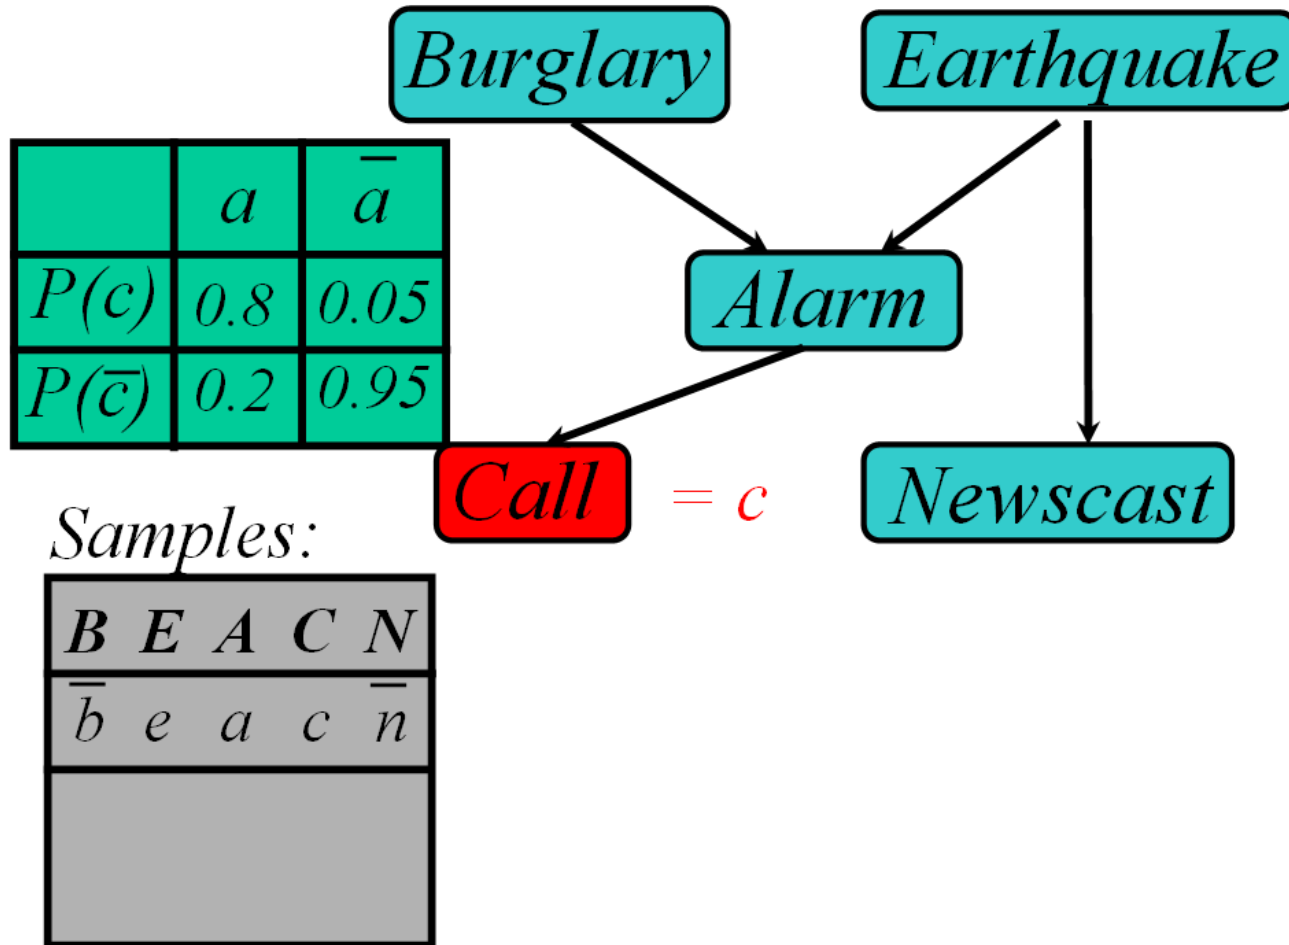 Burglary
Earthquake
a a̅
P(c) 0.8 0.05
P(c̅) 0.2 0.95
Alarm
Call = c
Newscast
Samples:
B E A C N
b̅ e a c n̅